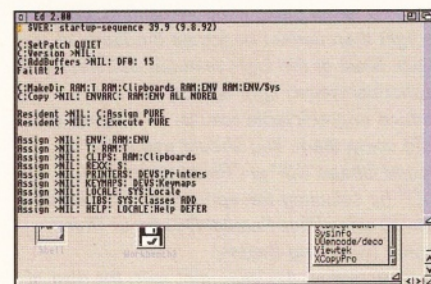 Ed 2.00
$VER: startup-sequence 39.9 (9.8.92)
C:SetPatch QUIET
C:Version >NIL:
C:AddBuffers >NIL: DF0: 15
FailAt 21
C:MakeDir RAM:T RAM:Clipboards RAM:ENV RAM:ENV/Sys
C:Copy >NIL: ENVARC: RAM:ENV ALL NOREQ
Resident >NIL: C:Assign PURE
Resident >NIL: C:Execute PURE
Assign >NIL: ENV: RAM:ENV
Assign >NIL: T: RAM:T
Assign >NIL: CLIPS: RAM:Clipboards
Assign >NIL: REXX: S:
Assign >NIL: PRINTERS: DEVS:Printers
Assign >NIL: KEYMAPS: DEVS:Keymaps
Assign >NIL: LOCALE: SYS:Locale
Assign >NIL: LIBS: SYS:Classes ADD
Assign >NIL: HELP: LOCALE:Help DEFER
SysInfo
UUencode/deco
Viewtek
XCopyPro
Shell
Workbench